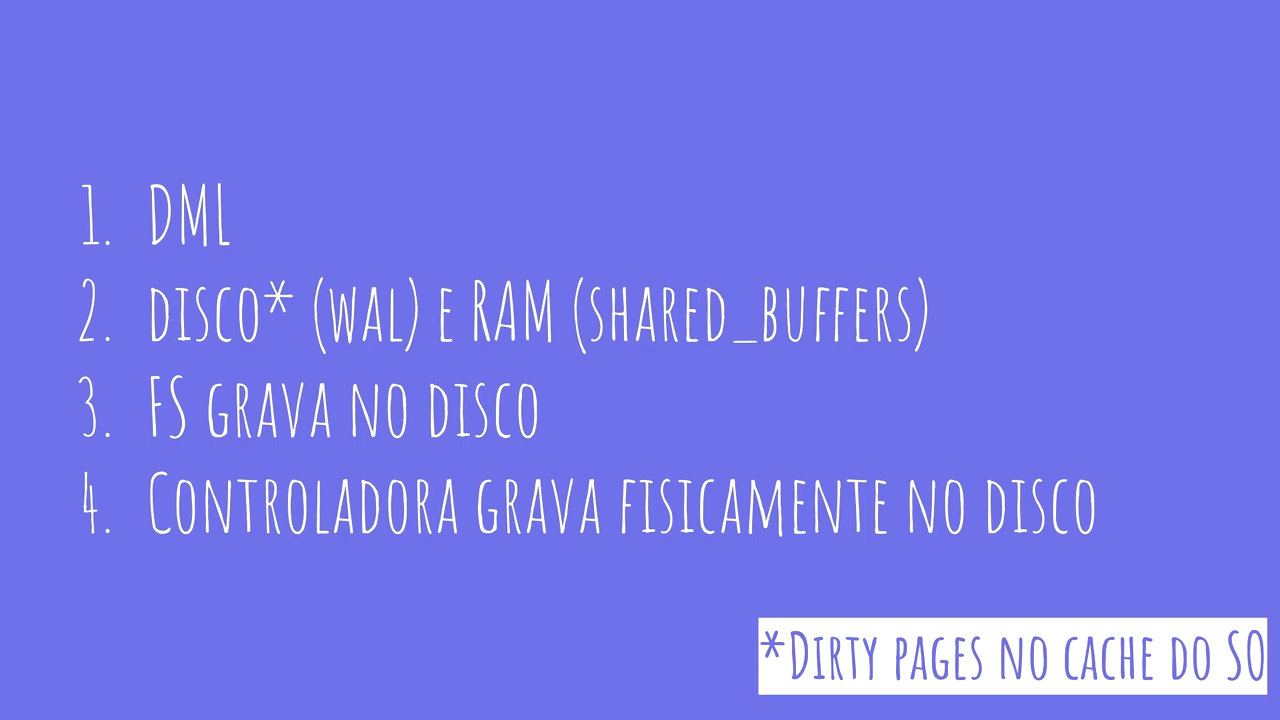 1. DML
2. disco* (wal) e RAM (shared_buffers)
3. FS grava no disco
4. Controladora grava fisicamente no disco
*Dirty pages no cache do SO